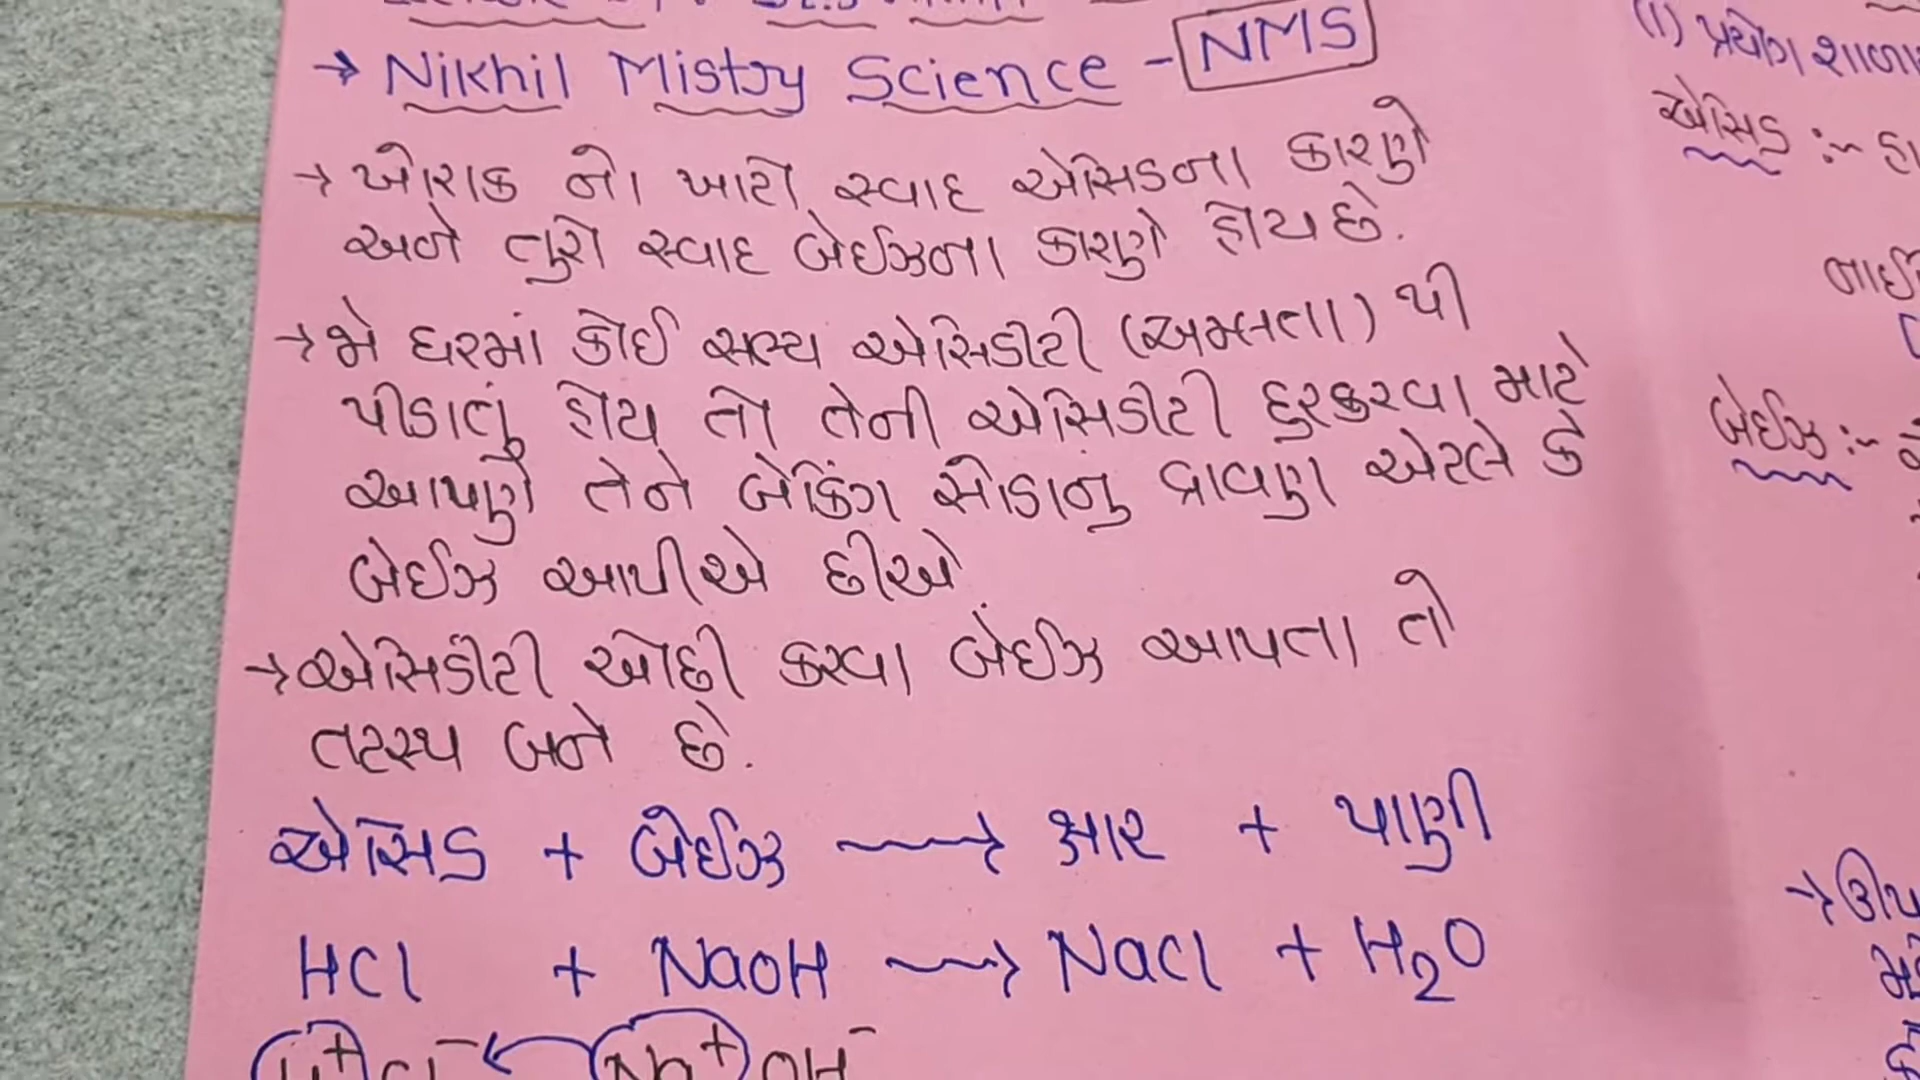 → Nikhil Mistry Science - NMS
→ ખોરાક નો ખાટો સ્વાદ એસિડના કારણે
અને તુરો સ્વાદ બેઈઝના કારણે હોય છે.
→ જો ઘરમાં કોઈ સભ્ય એસિડીટી (અમ્લતા) થી
પીડાતું હોય તો તેની એસિડીટી દુર કરવા માટે
આપણે તેને બેકિંગ સોડાનું દ્રાવણ એટલે કે
બેઈઝ આપીએ છીએ
→ એસિડીટી ઓછી કરવા બેઈઝ આપતા તો
તટસ્થ બને છે.
એસિડ + બેઈઝ → ક્ષાર + પાણી
HCl + NaOH → NaCl + H₂O
Na⁺ OH⁻
(1) પ્રયોગ શાળા
એસિડ :-
બેઈઝ :-